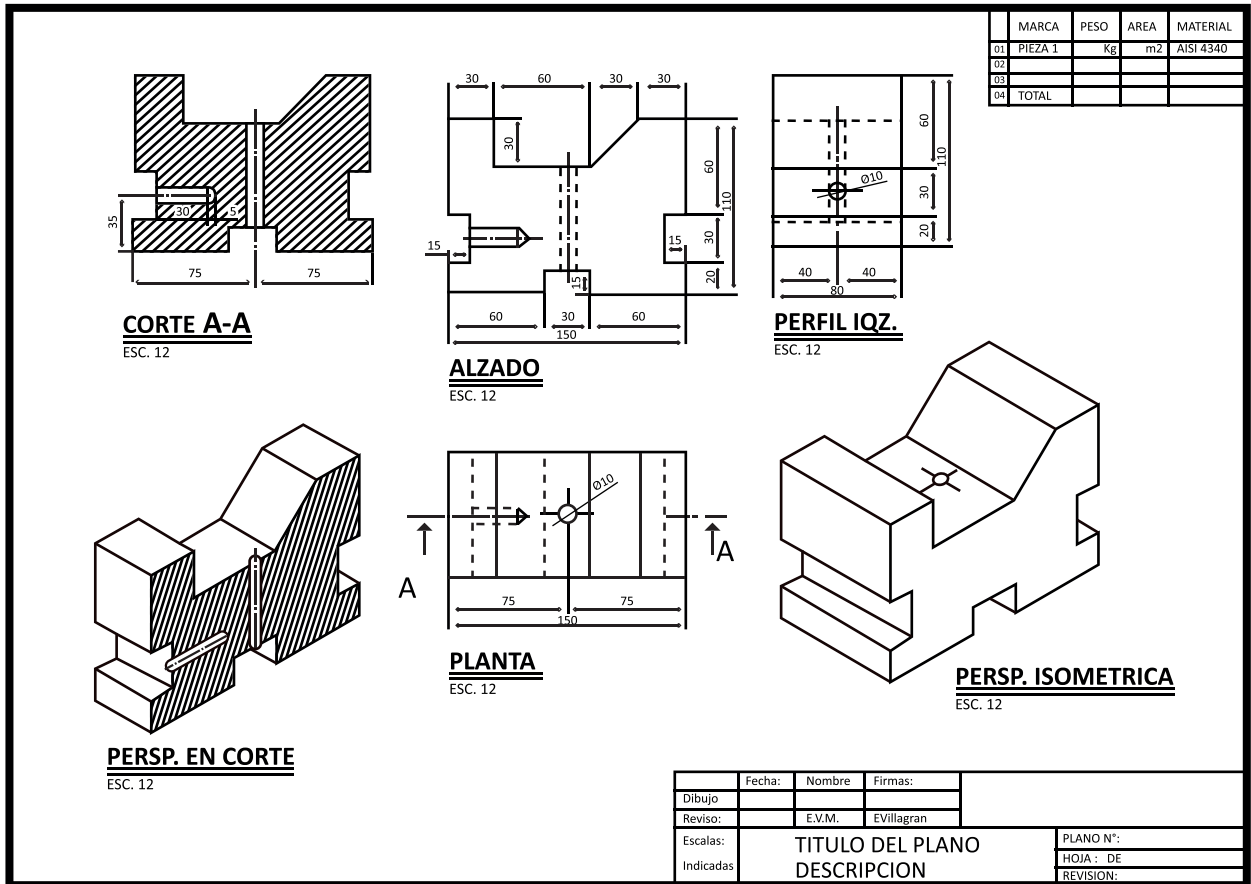 MARCA PESO AREA MATERIAL
01 PIEZA 1 Kg m2 AISI 4340
02
03
04 TOTAL
30 5
35
75 75
CORTE A-A
ESC. 12
30 60 30 30
30
60
110
15 15
30
15
20
60 30 60
150
ALZADO
ESC. 12
60
110
Ø10
30
20
40 40
80
PERFIL IQZ.
ESC. 12
Ø10
A A
75 75
150
PLANTA
ESC. 12
PERSP. ISOMETRICA
ESC. 12
PERSP. EN CORTE
ESC. 12
Fecha: Nombre Firmas:
Dibujo
Reviso: E.V.M. EVillagran
Escalas:
Indicadas
TITULO DEL PLANO
DESCRIPCION
PLANO N°:
HOJA : DE
REVISION: